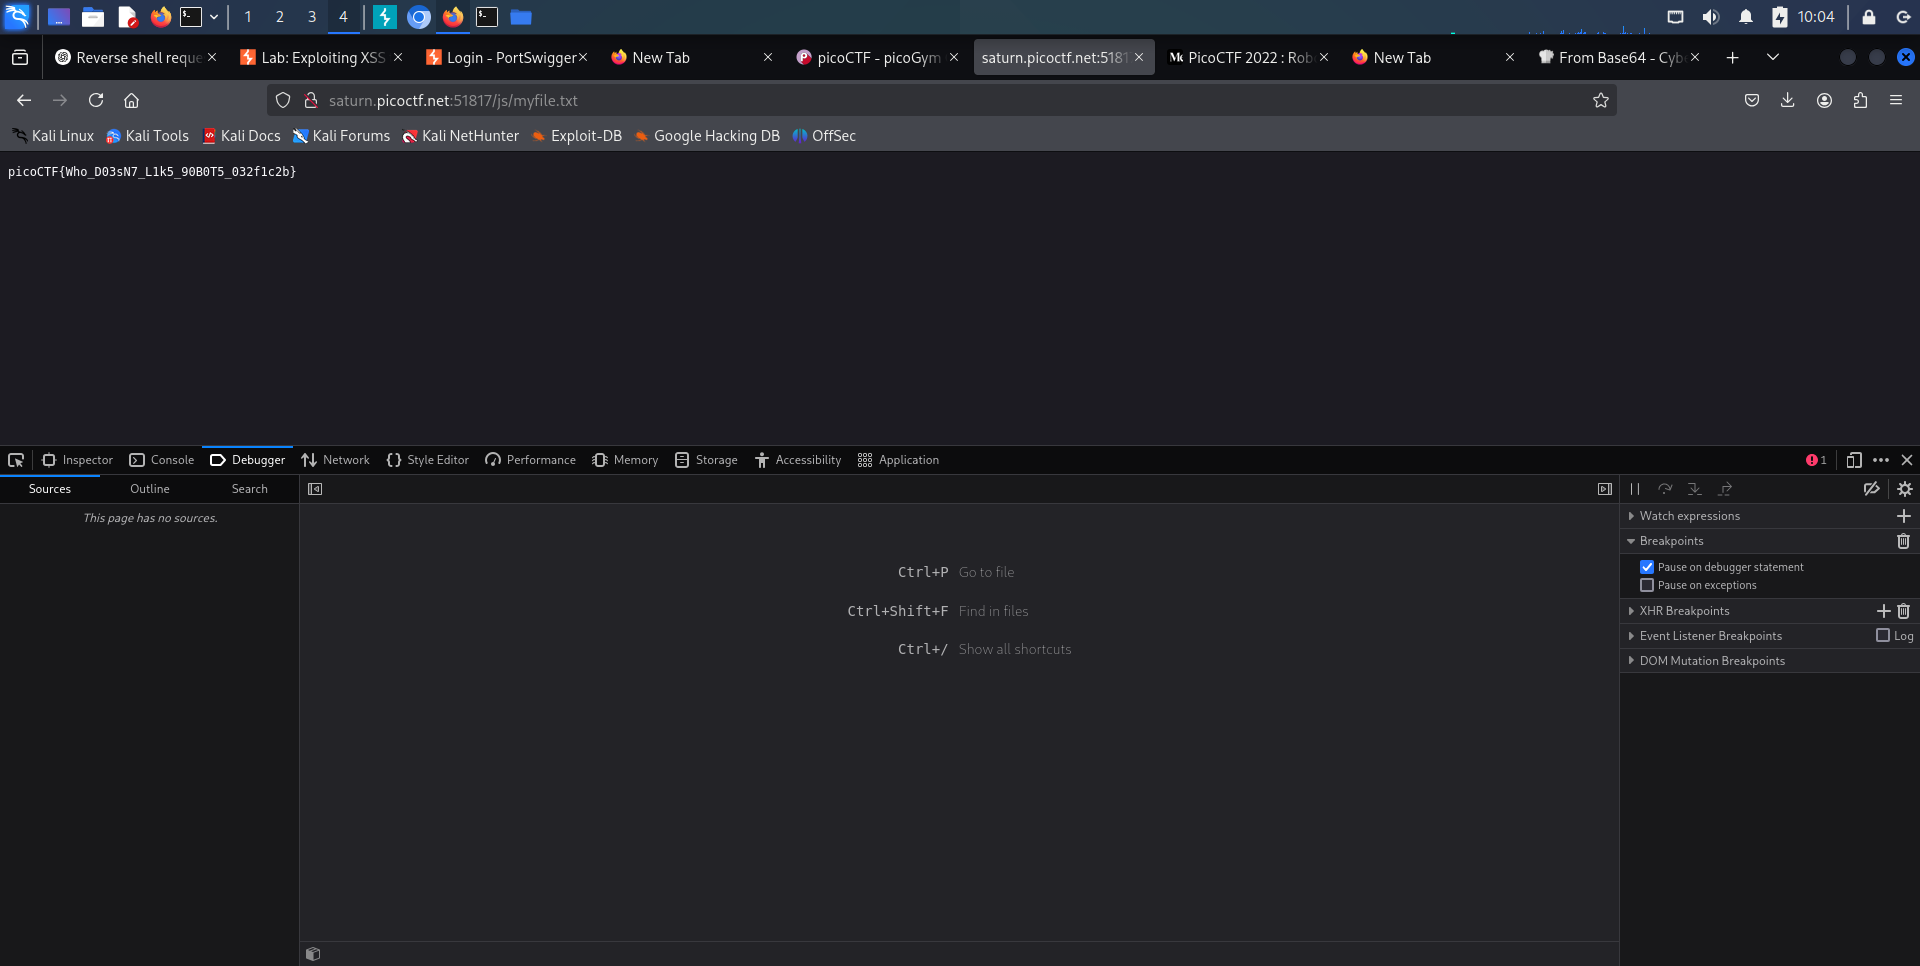 1 2 3 4 10:04
Reverse shell reque Lab: Exploiting XSS Login - PortSwigger New Tab picoCTF - picoGym saturn.picoctf.net:5181 PicoCTF 2022 : Rob New Tab From Base64 - Cyb
saturn.picoctf.net:51817/js/myfile.txt
Kali Linux Kali Tools Kali Docs Kali Forums Kali NetHunter Exploit-DB Google Hacking DB OffSec
picoCTF{Who_D03sN7_L1k5_90B0T5_032f1c2b}
Inspector Console Debugger Network Style Editor Performance Memory Storage Accessibility Application 1
Sources Outline Search
This page has no sources.
Ctrl+P Go to file
Ctrl+Shift+F Find in files
Ctrl+/ Show all shortcuts
Watch expressions
Breakpoints
Pause on debugger statement
Pause on exceptions
XHR Breakpoints
Event Listener Breakpoints Log
DOM Mutation Breakpoints